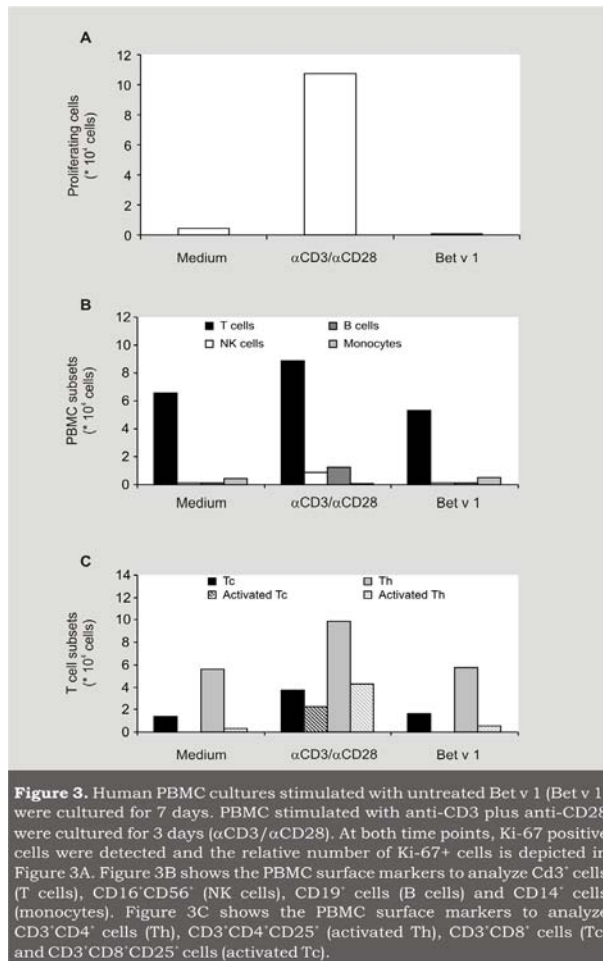 A
Proliferating cells
(* 10⁴ cells)
12
10
8
6
4
2
0
Medium
αCD3/αCD28
Bet v 1
B
PBMC subsets
(* 10⁴ cells)
12
10
8
6
4
2
0
T cells
B cells
NK cells
Monocytes
Medium
αCD3/αCD28
Bet v 1
C
T cell subsets
(* 10⁴ cells)
14
12
10
8
6
4
2
0
Tc
Th
Activated Tc
Activated Th
Medium
αCD3/αCD28
Bet v 1
Figure 3. Human PBMC cultures stimulated with untreated Bet v 1 (Bet v 1
were cultured for 7 days. PBMC stimulated with anti-CD3 plus anti-CD28
were cultured for 3 days (αCD3/αCD28). At both time points, Ki-67 positive
cells were detected and the relative number of Ki-67+ cells is depicted in
Figure 3A. Figure 3B shows the PBMC surface markers to analyze Cd3⁺ cells
(T cells), CD16⁺CD56⁺ (NK cells), CD19⁺ cells (B cells) and CD14⁺ cells
(monocytes). Figure 3C shows the PBMC surface markers to analyze
CD3⁺CD4⁺ cells (Th), CD3⁺CD4⁺CD25⁺ (activated Th), CD3⁺CD8⁺ cells (Tc
and CD3⁺CD8⁺CD25⁺ cells (activated Tc).